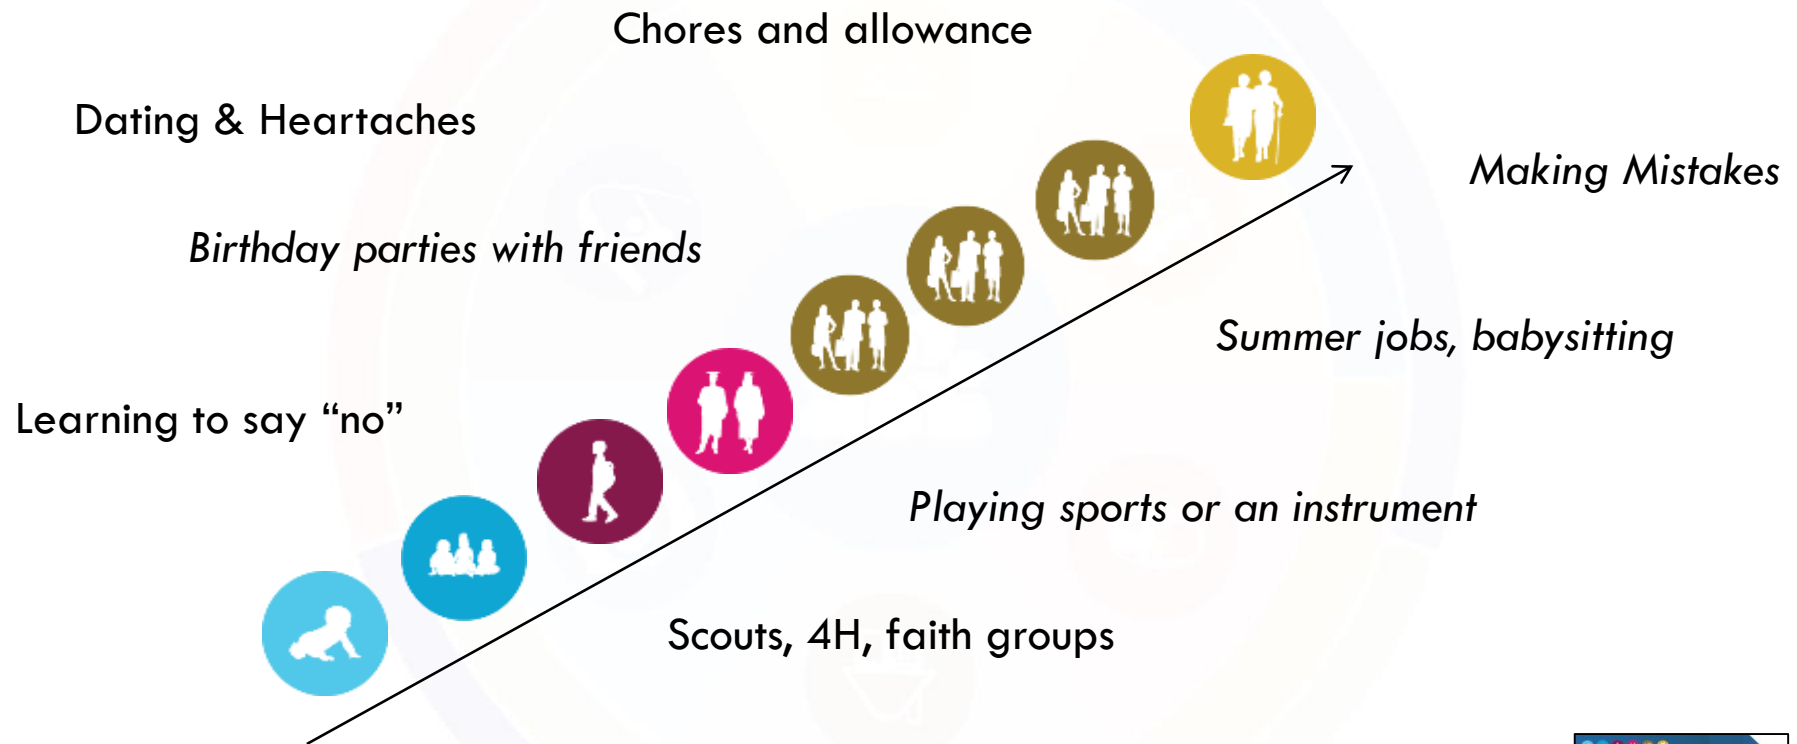 Chores and allowance
Dating & Heartaches
Making Mistakes
Birthday parties with friends
Summer jobs, babysitting
Learning to say “no”
Playing sports or an instrument
Scouts, 4H, faith groups